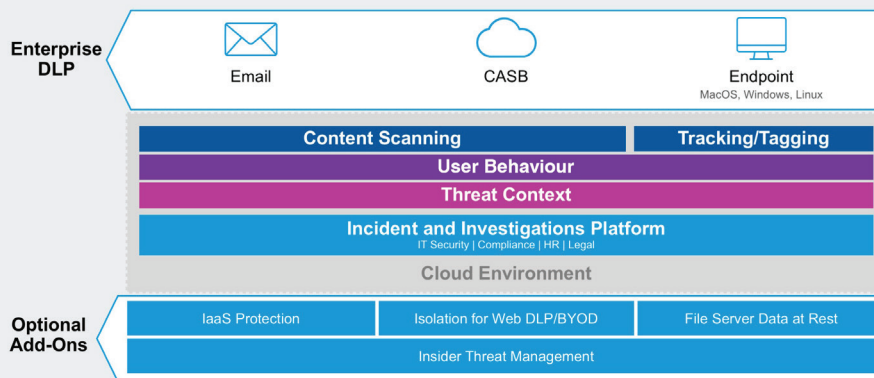 Enterprise
DLP
Email
CASB
Endpoint
MacOS, Windows, Linux
Content Scanning
Tracking/Tagging
User Behaviour
Threat Context
Incident and Investigations Platform
IT Security | Compliance | HR | Legal
Cloud Environment
Optional
Add-Ons
IaaS Protection
Isolation for Web DLP/BYOD
File Server Data at Rest
Insider Threat Management